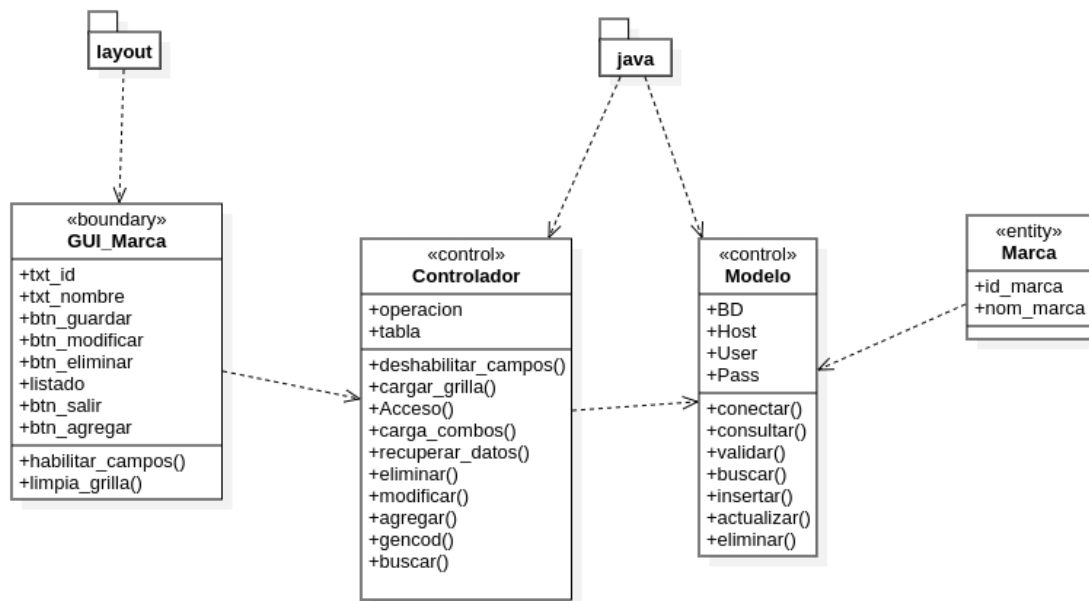 layout
java
«boundary»
GUI_Marca
+txt_id
+txt_nombre
+btn_guardar
+btn_modificar
+btn_eliminar
+listado
+btn_salir
+btn_agregar
+habilitar_campos()
+limpia_grilla()
«control»
Controlador
+operacion
+tabla
+deshabilitar_campos()
+cargar_grilla()
+Acceso()
+carga_combos()
+recuperar_datos()
+eliminar()
+modificar()
+agregar()
+gencod()
+buscar()
«control»
Modelo
+BD
+Host
+User
+Pass
+conectar()
+consultar()
+validar()
+buscar()
+insertar()
+actualizar()
+eliminar()
«entity»
Marca
+id_marca
+nom_marca